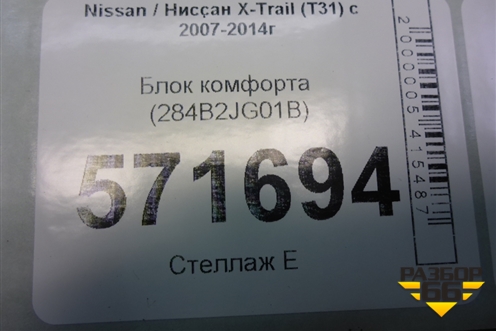 Nissan / Ниссан X-Trail (T31) с
2007-2014г
Блок комфорта
(284B2JG01B)
571694
Стеллаж Е
2000005415487
РАЗБОР
66